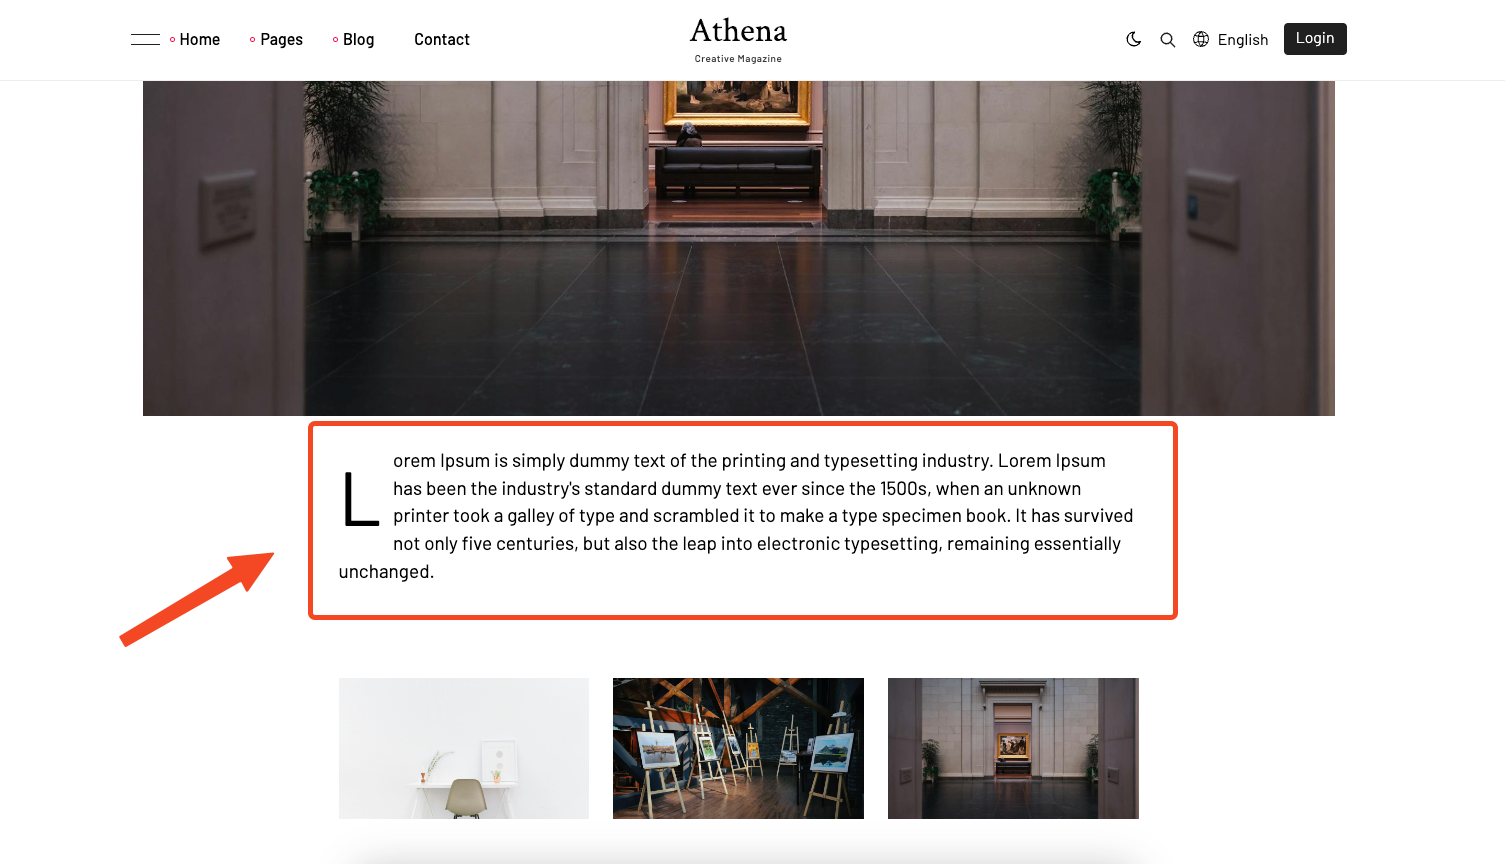 Home Pages Blog Contact
Athena
Creative Magazine
English Login
Lorem Ipsum is simply dummy text of the printing and typesetting industry. Lorem Ipsum
has been the industry's standard dummy text ever since the 1500s, when an unknown
printer took a galley of type and scrambled it to make a type specimen book. It has survived
not only five centuries, but also the leap into electronic typesetting, remaining essentially
unchanged.